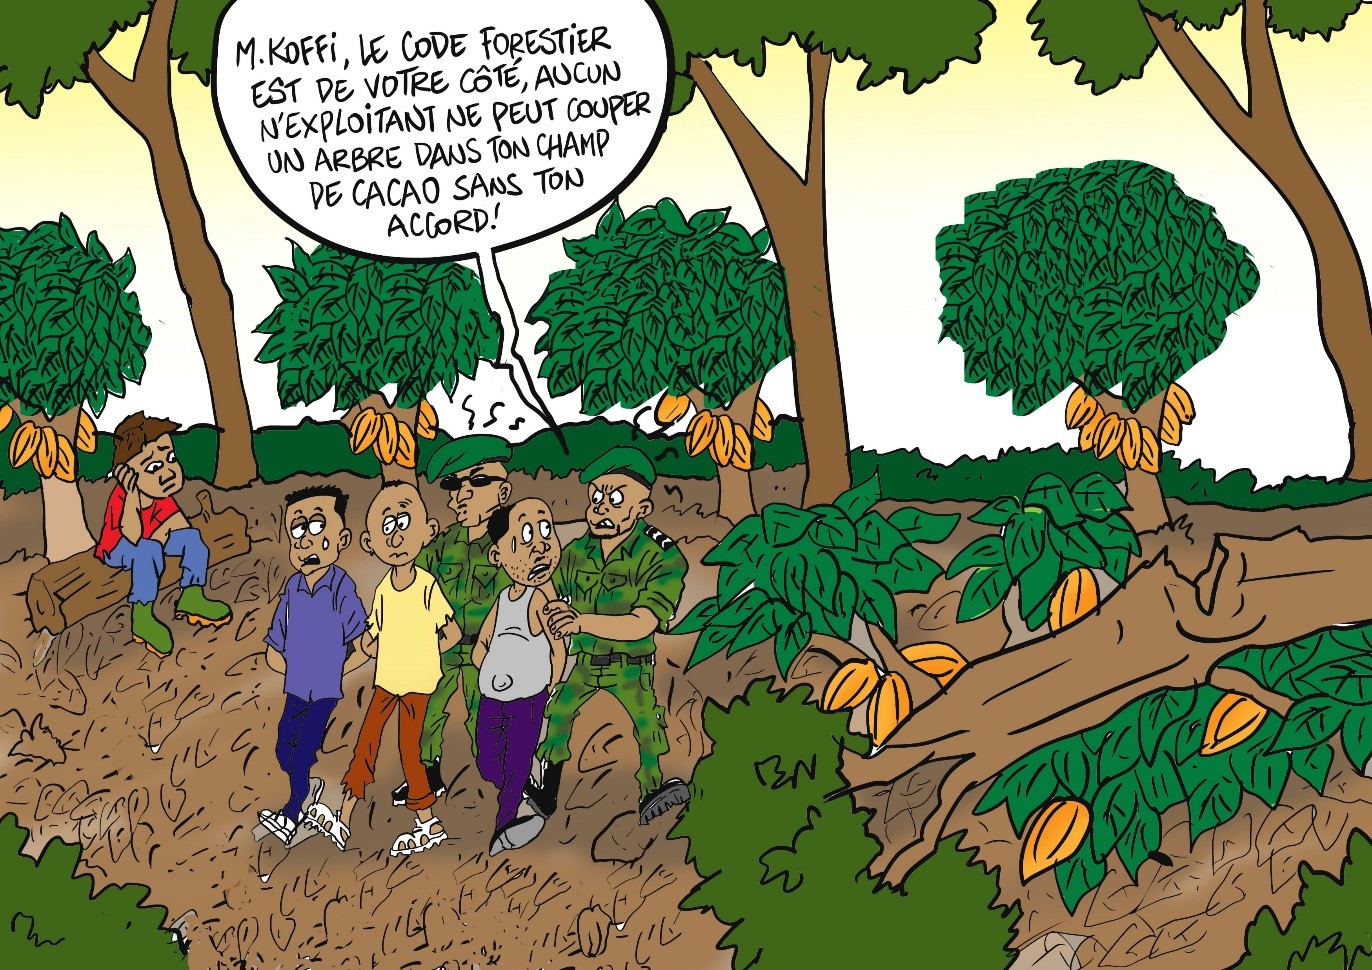 M. KOFFI, LE CODE FORESTIER
EST DE VOTRE CÔTÉ, AUCUN
N'EXPLOITANT NE PEUT COUPER
UN ARBRE DANS TON CHAMP
DE CACAO SANS TON
ACCORD!